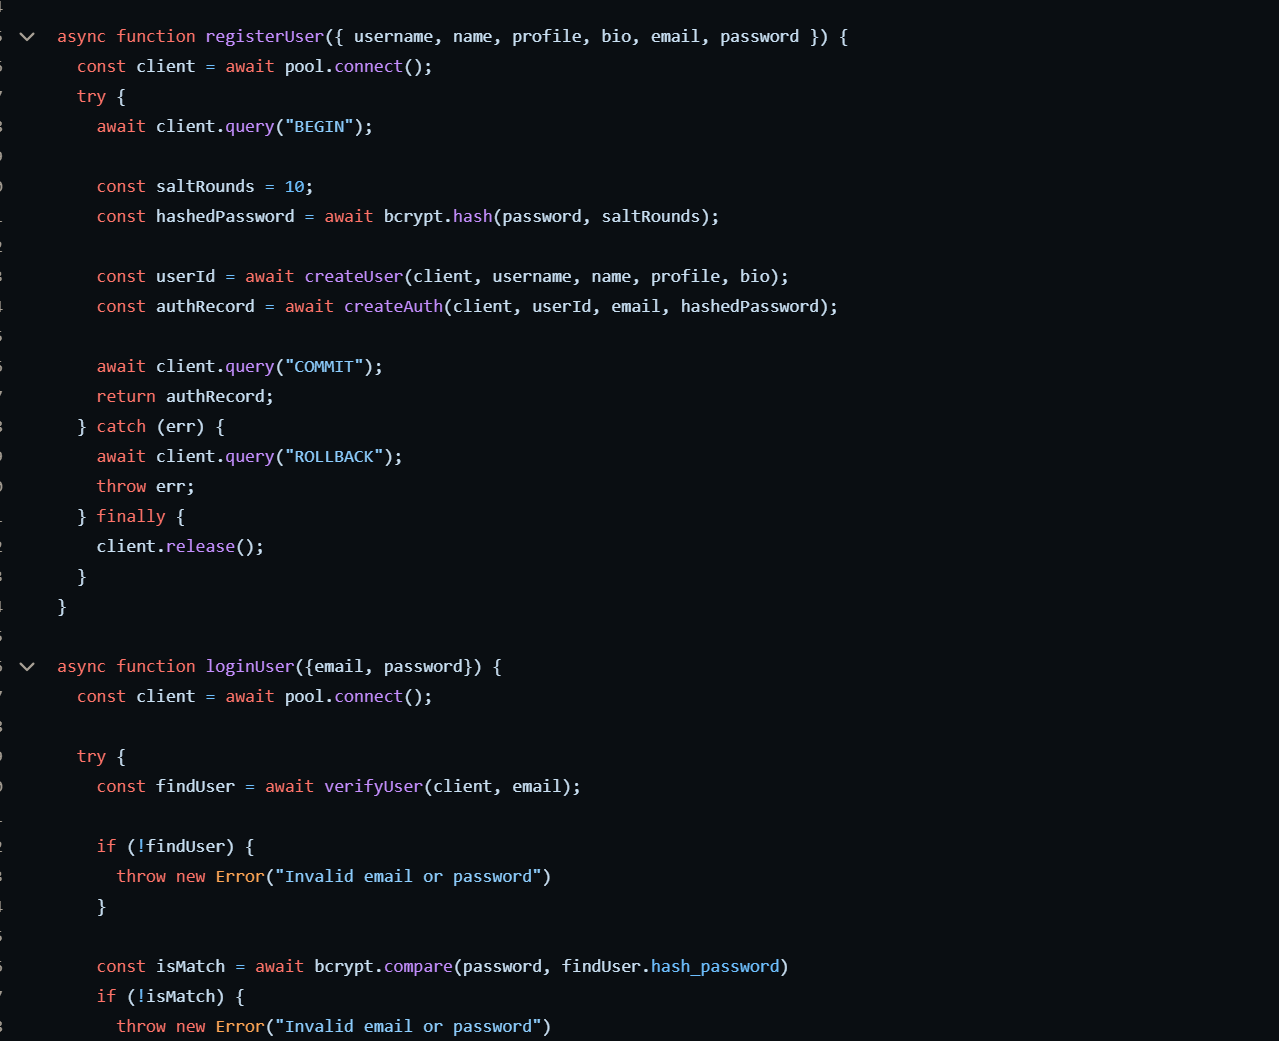 async function registerUser({ username, name, profile, bio, email, password }) {
const client = await pool.connect();
try {
await client.query("BEGIN");
const saltRounds = 10;
const hashedPassword = await bcrypt.hash(password, saltRounds);
const userId = await createUser(client, username, name, profile, bio);
const authRecord = await createAuth(client, userId, email, hashedPassword);
await client.query("COMMIT");
return authRecord;
} catch (err) {
await client.query("ROLLBACK");
throw err;
} finally {
client.release();
}
}
async function loginUser({email, password}) {
const client = await pool.connect();
try {
const findUser = await verifyUser(client, email);
if (!findUser) {
throw new Error("Invalid email or password")
}
const isMatch = await bcrypt.compare(password, findUser.hash_password)
if (!isMatch) {
throw new Error("Invalid email or password")